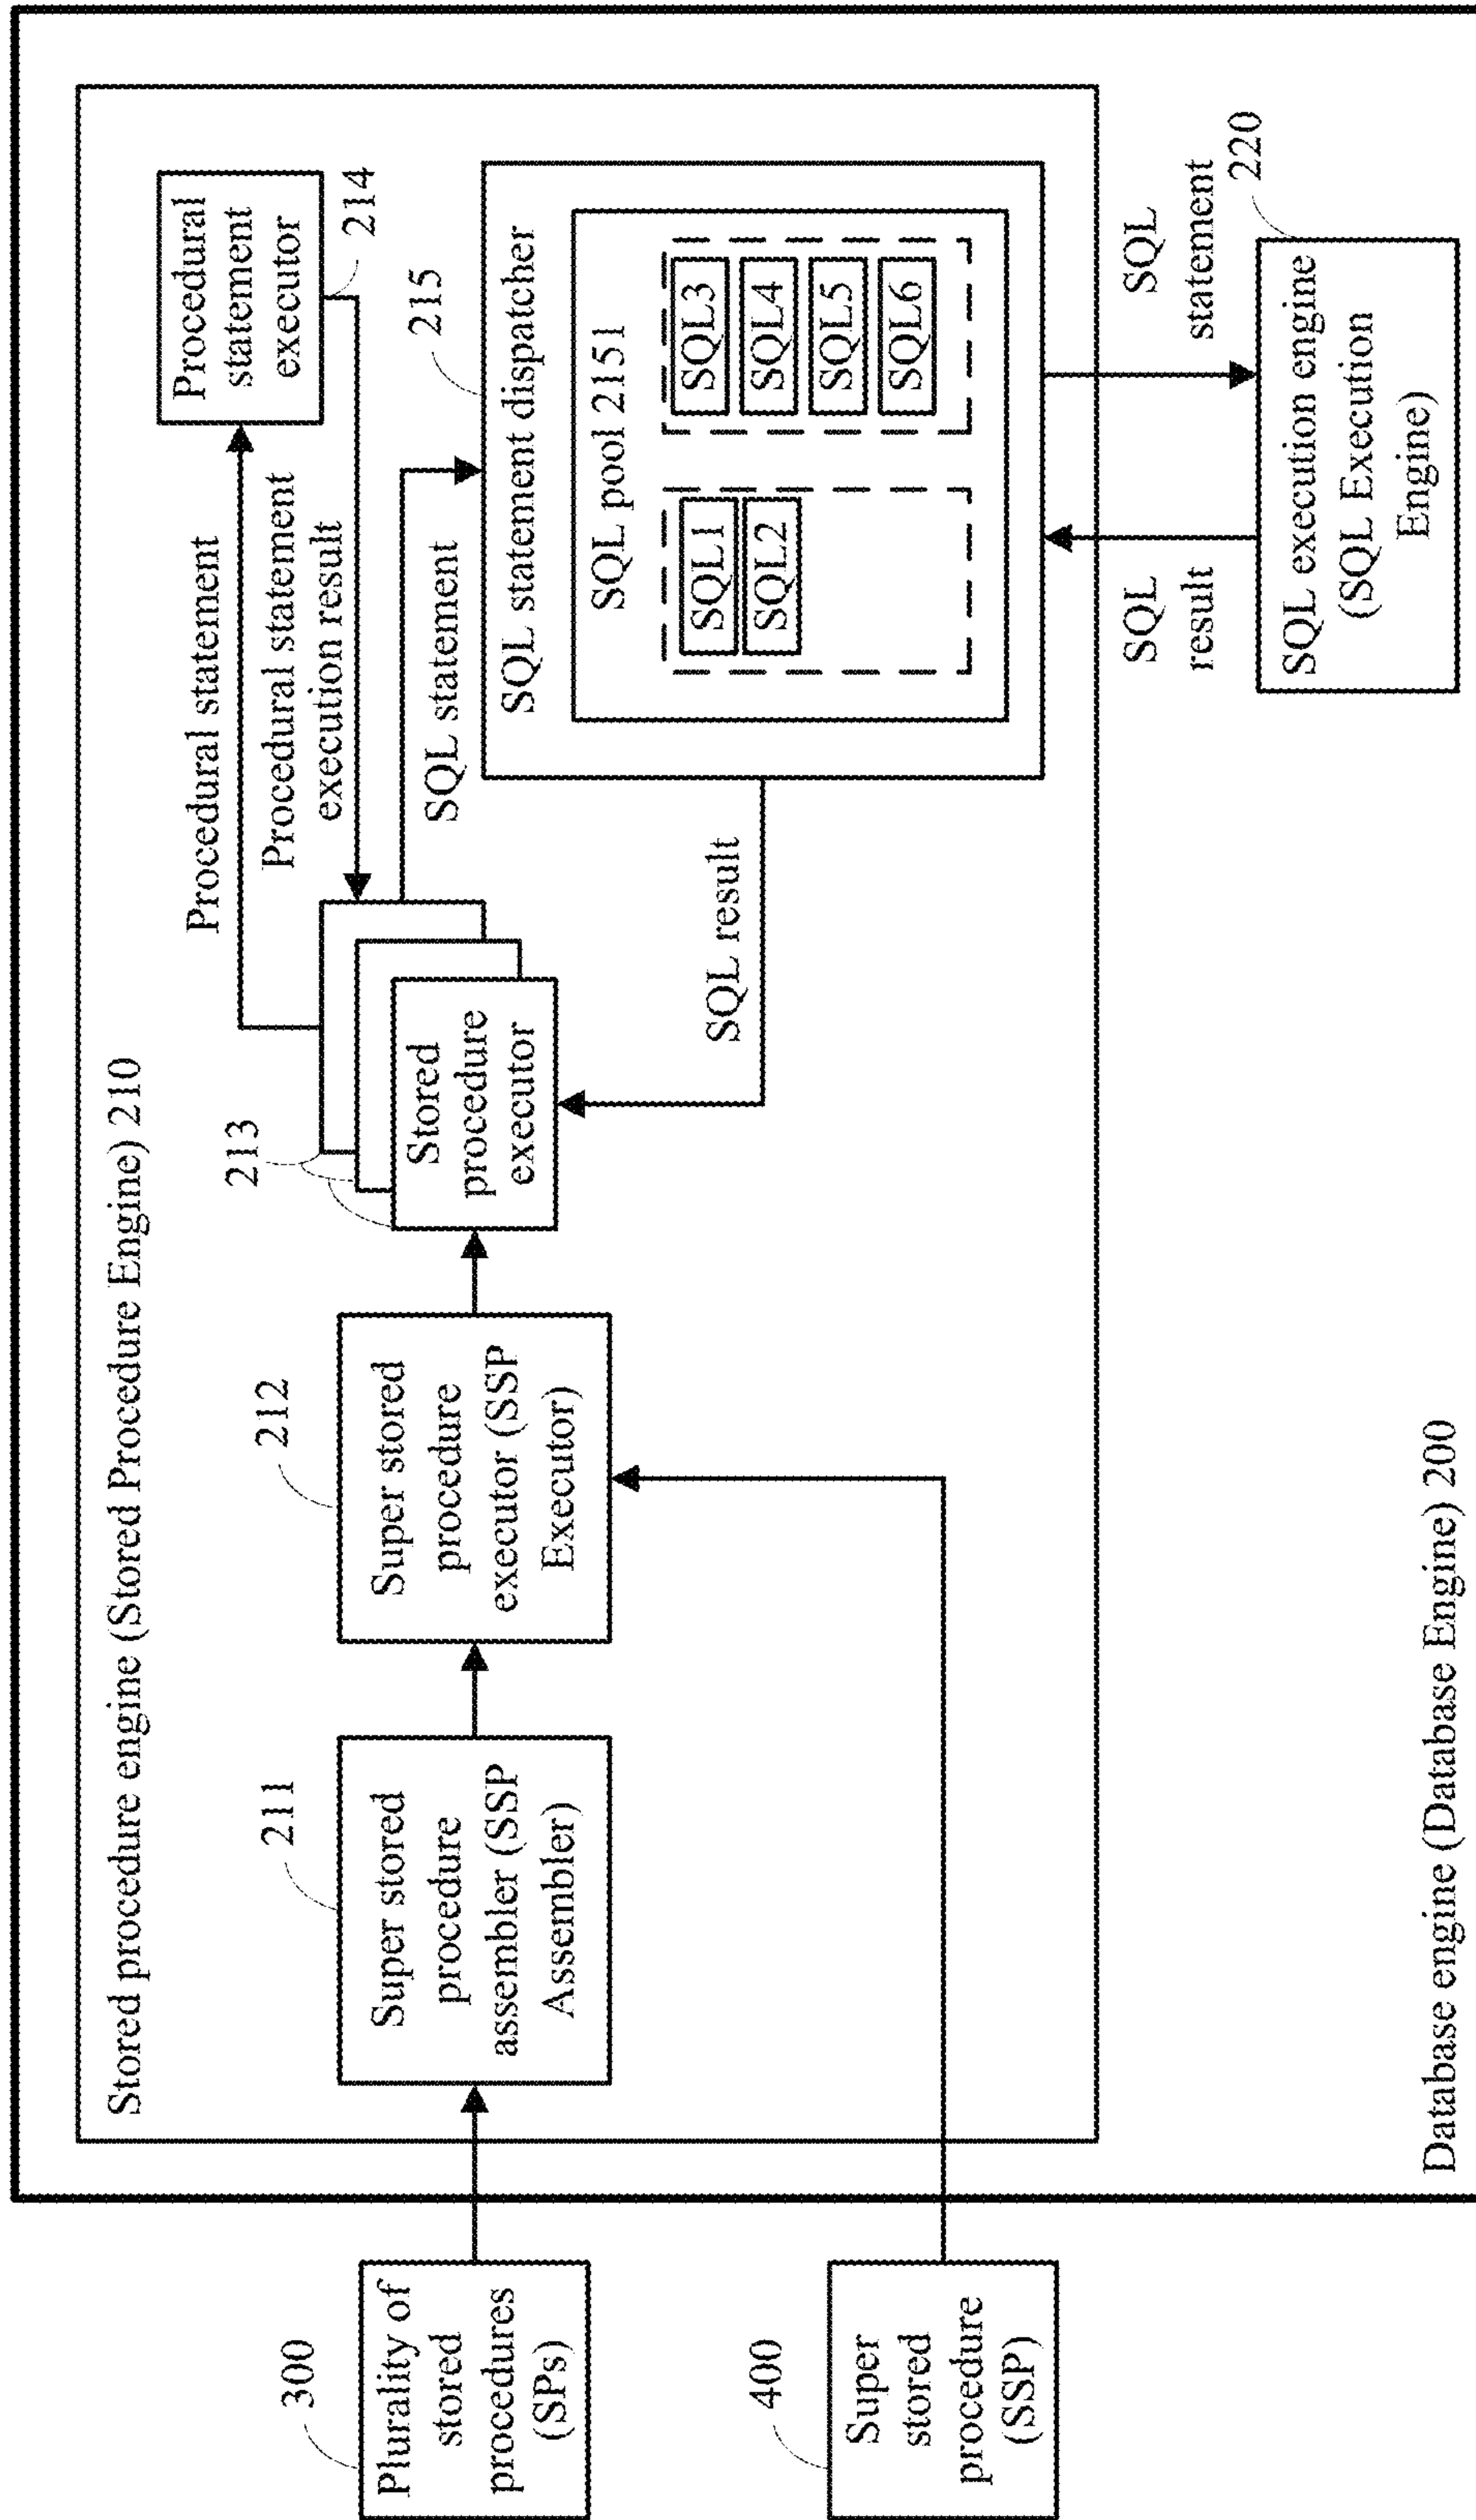 Stored procedure engine (Stored Procedure Engine) 210
300
Plurality of
stored
procedures
(SPs)
400
Super
stored
procedure
(SSP)
211
Super stored
procedure
assembler (SSP
Assembler)
212
Super stored
procedure
executor (SSP
Executor)
213
Stored
procedure
executor
Procedural statement
Procedural statement
execution result
Procedural
statement
executor
214
SQL statement
SQL result
215
SQL statement dispatcher
SQL pool 2151
SQL1
SQL2
SQL3
SQL4
SQL5
SQL6
SQL
result
SQL
statement
220
SQL execution engine
(SQL Execution
Engine)
Database engine (Database Engine) 200